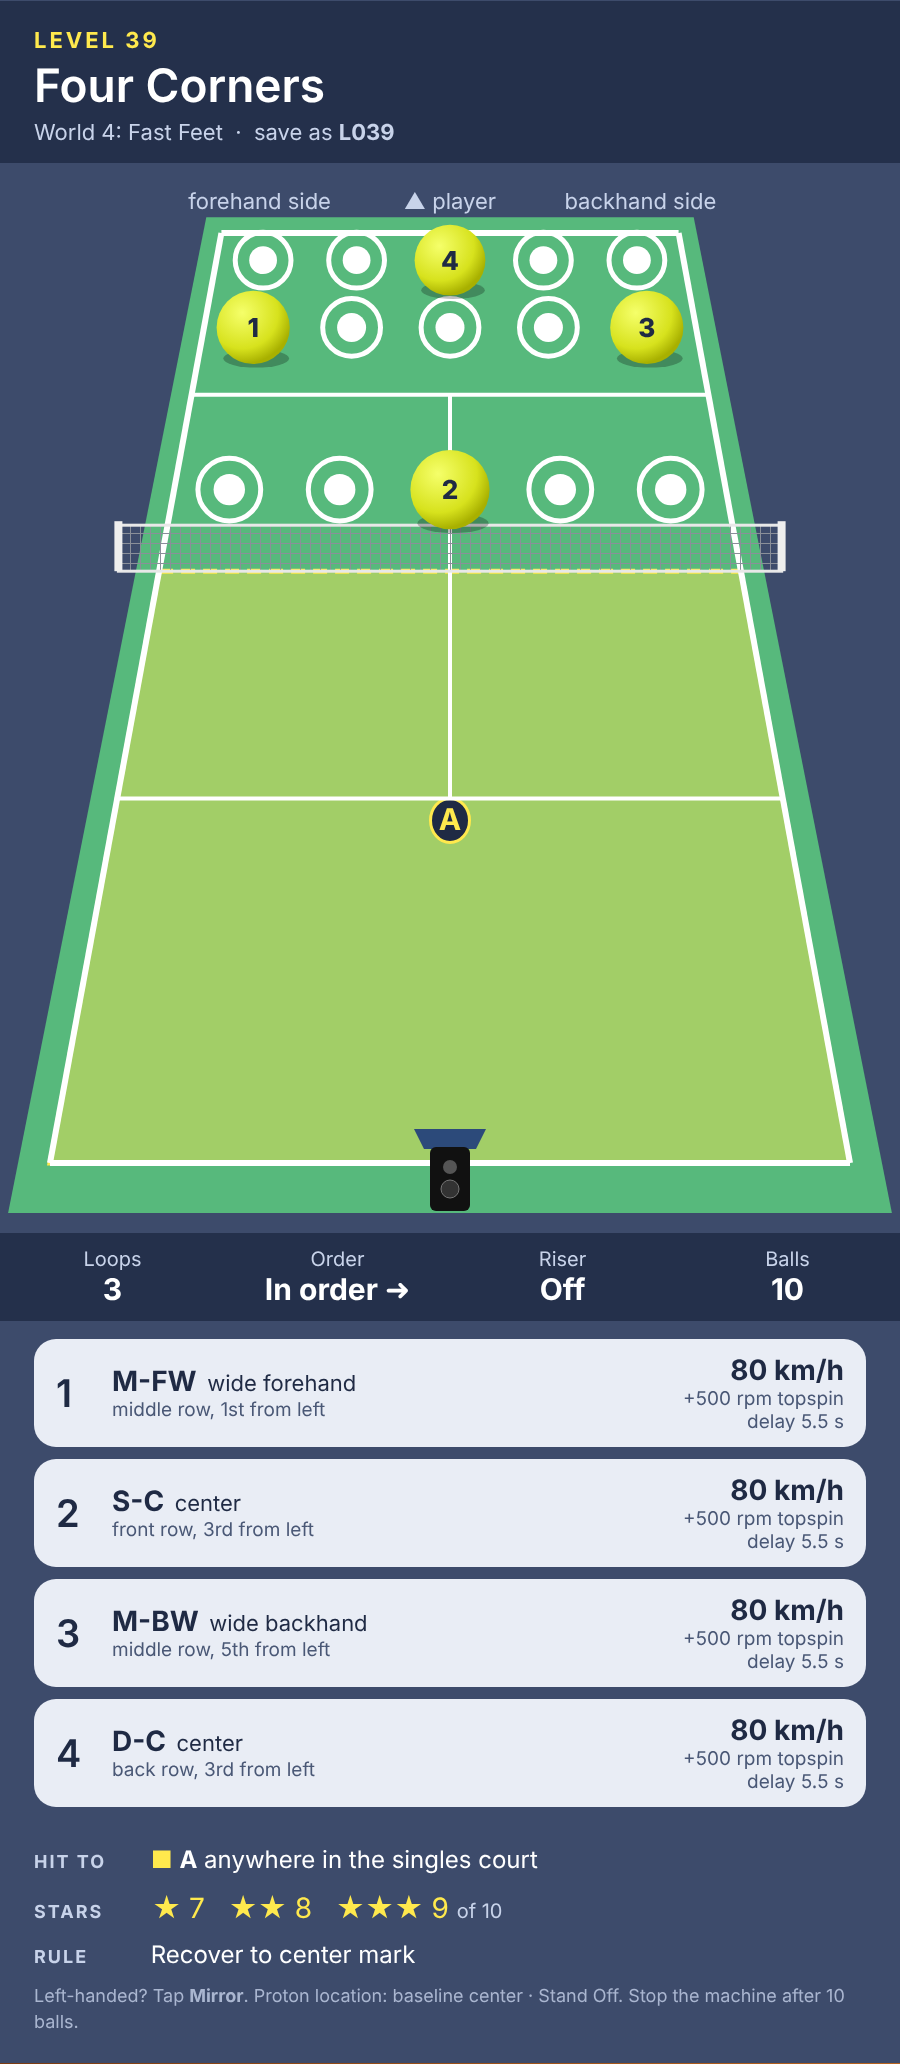 LEVEL 39
Four Corners
World 4: Fast Feet · save as L039
forehand side ▲ player backhand side
4
1 3
2
A
Loops Order Riser Balls
3 In order → Off 10
1 M-FW wide forehand 80 km/h
middle row, 1st from left +500 rpm topspin
delay 5.5 s
2 S-C center 80 km/h
front row, 3rd from left +500 rpm topspin
delay 5.5 s
3 M-BW wide backhand 80 km/h
middle row, 5th from left +500 rpm topspin
delay 5.5 s
4 D-C center 80 km/h
back row, 3rd from left +500 rpm topspin
delay 5.5 s
HIT TO ■ A anywhere in the singles court
STARS ★ 7 ★★ 8 ★★★ 9 of 10
RULE Recover to center mark
Left-handed? Tap Mirror. Proton location: baseline center · Stand Off. Stop the machine after 10
balls.